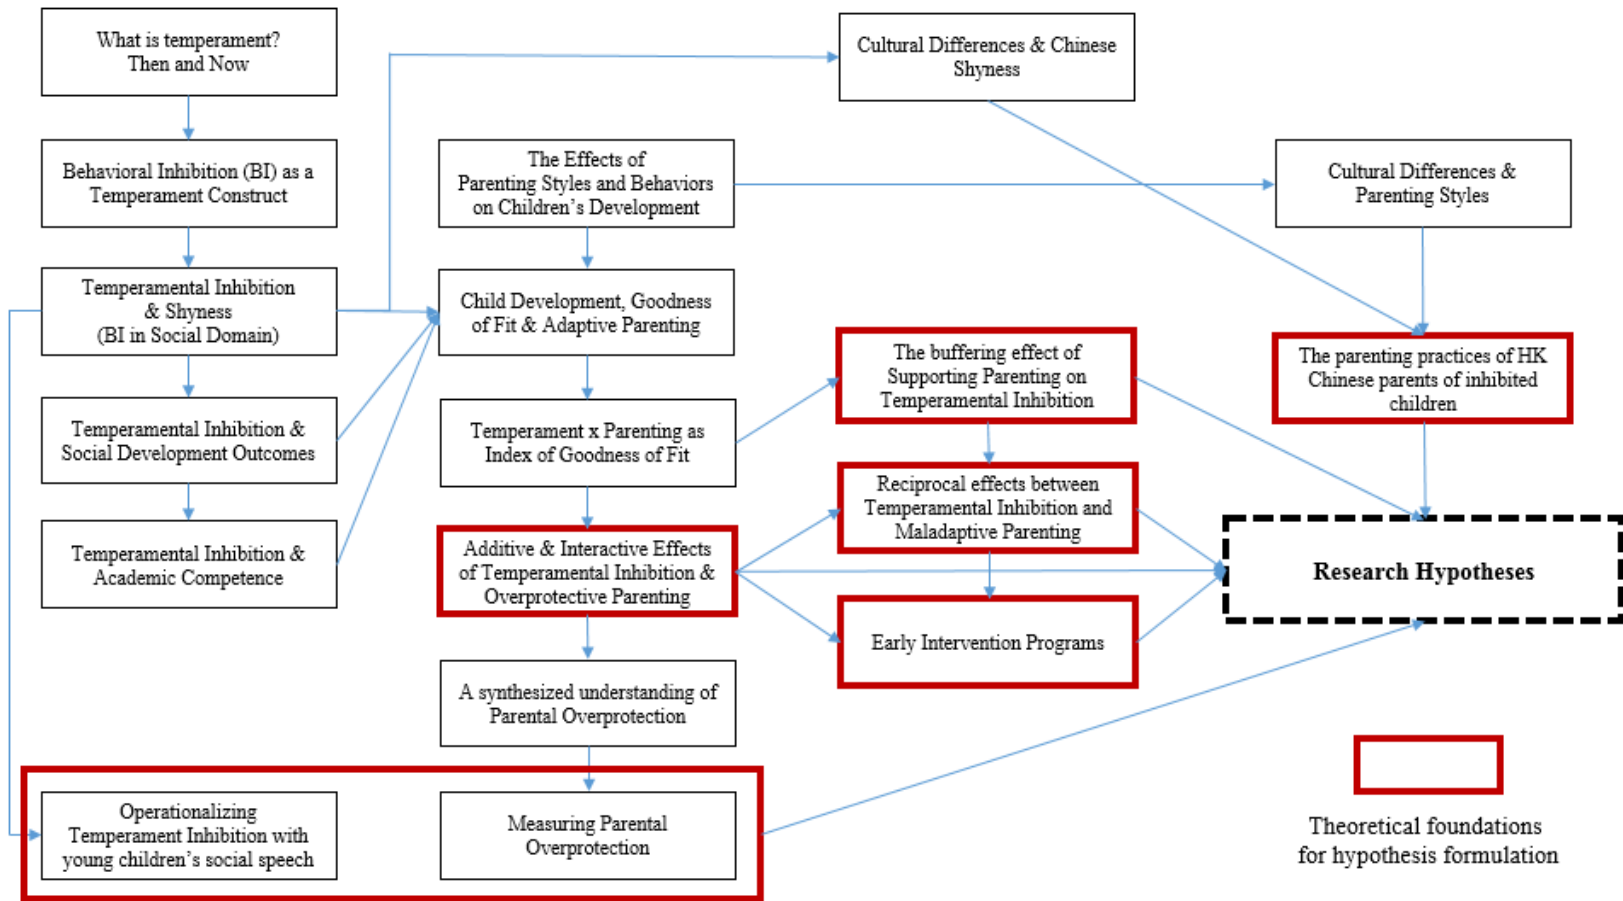 What is temperament?
Then and Now
Cultural Differences & Chinese
Shyness
Behavioral Inhibition (BI) as a
Temperament Construct
The Effects of
Parenting Styles and Behaviors
on Children's Development
Cultural Differences &
Parenting Styles
Temperamental Inhibition
& Shyness
(BI in Social Domain)
Child Development, Goodness
of Fit & Adaptive Parenting
The buffering effect of
Supporting Parenting on
Temperamental Inhibition
The parenting practices of HK
Chinese parents of inhibited
children
Temperamental Inhibition &
Social Development Outcomes
Temperament x Parenting as
Index of Goodness of Fit
Reciprocal effects between
Temperamental Inhibition and
Maladaptive Parenting
Temperamental Inhibition &
Academic Competence
Additive & Interactive Effects
of Temperamental Inhibition &
Overprotective Parenting
Research Hypotheses
Early Intervention Programs
A synthesized understanding of
Parental Overprotection
Operationalizing
Temperament Inhibition with
young children's social speech
Measuring Parental
Overprotection
Theoretical foundations
for hypothesis formulation